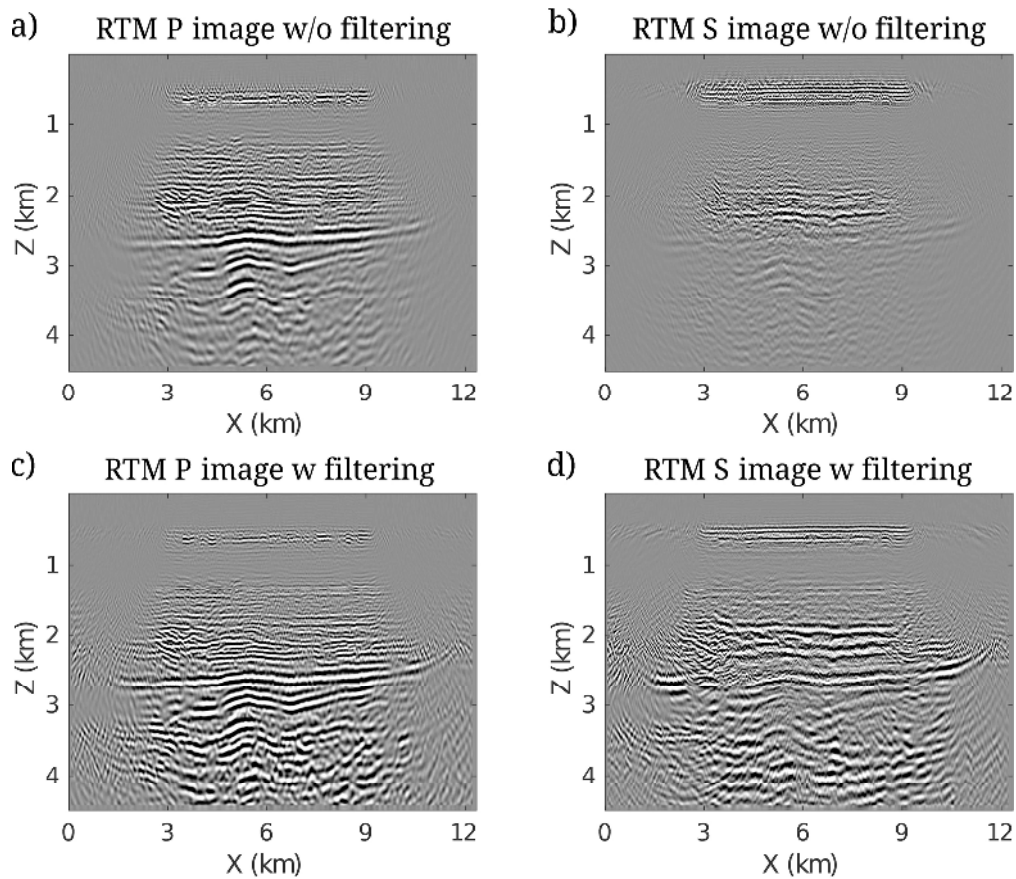 a) RTM P image w/o filtering
b) RTM S image w/o filtering
1
2
3
4
Z (km)
0 3 6 9 12
X (km)
1
2
3
4
Z (km)
0 3 6 9 12
X (km)
c) RTM P image w filtering
d) RTM S image w filtering
1
2
3
4
Z (km)
0 3 6 9 12
X (km)
1
2
3
4
Z (km)
0 3 6 9 12
X (km)